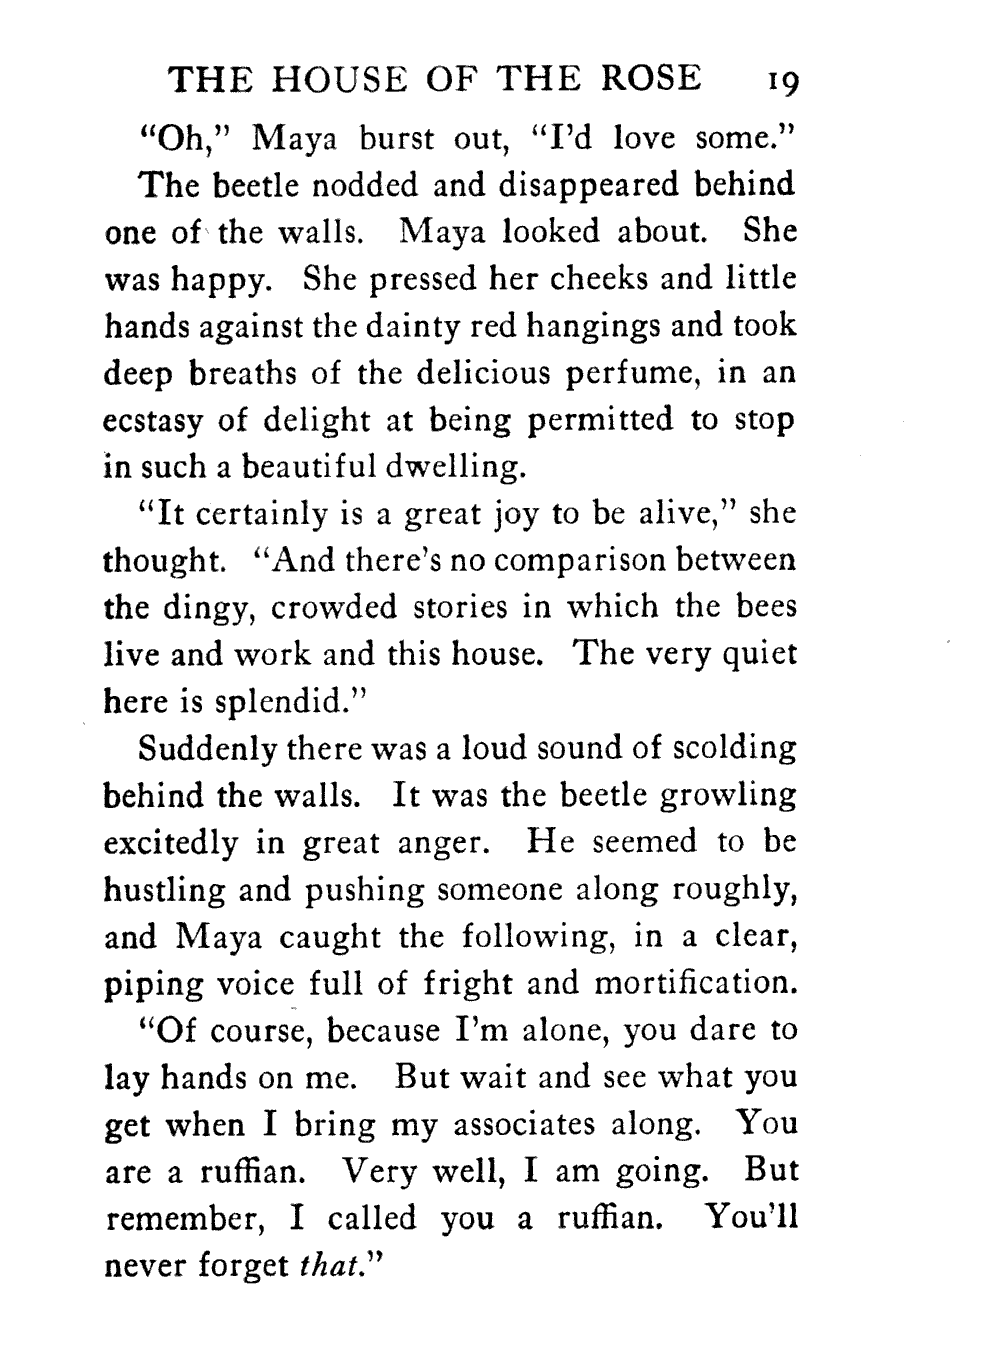 THE HOUSE OF THE ROSE 19
“Oh,” Maya burst out, “I’d love some.”
The beetle nodded and disappeared behind
one of the walls. Maya looked about. She
was happy. She pressed her cheeks and little
hands against the dainty red hangings and took
deep breaths of the delicious perfume, in an
ecstasy of delight at being permitted to stop
in such a beautiful dwelling.
“It certainly is a great joy to be alive,” she
thought. “And there’s no comparison between
the dingy, crowded stories in which the bees
live and work and this house. The very quiet
here is splendid.”
Suddenly there was a loud sound of scolding
behind the walls. It was the beetle growling
excitedly in great anger. He seemed to be
hustling and pushing someone along roughly,
and Maya caught the following, in a clear,
piping voice full of fright and mortification.
“Of course, because I’m alone, you dare to
lay hands on me. But wait and see what you
get when I bring my associates along. You
are a ruffian. Very well, I am going. But
remember, I called you a ruffian. You’ll
never forget that.”